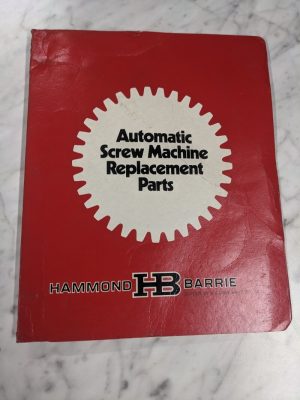 Automatic
Screw Machine
Replacement
Parts
HAMMOND HB BARRIE